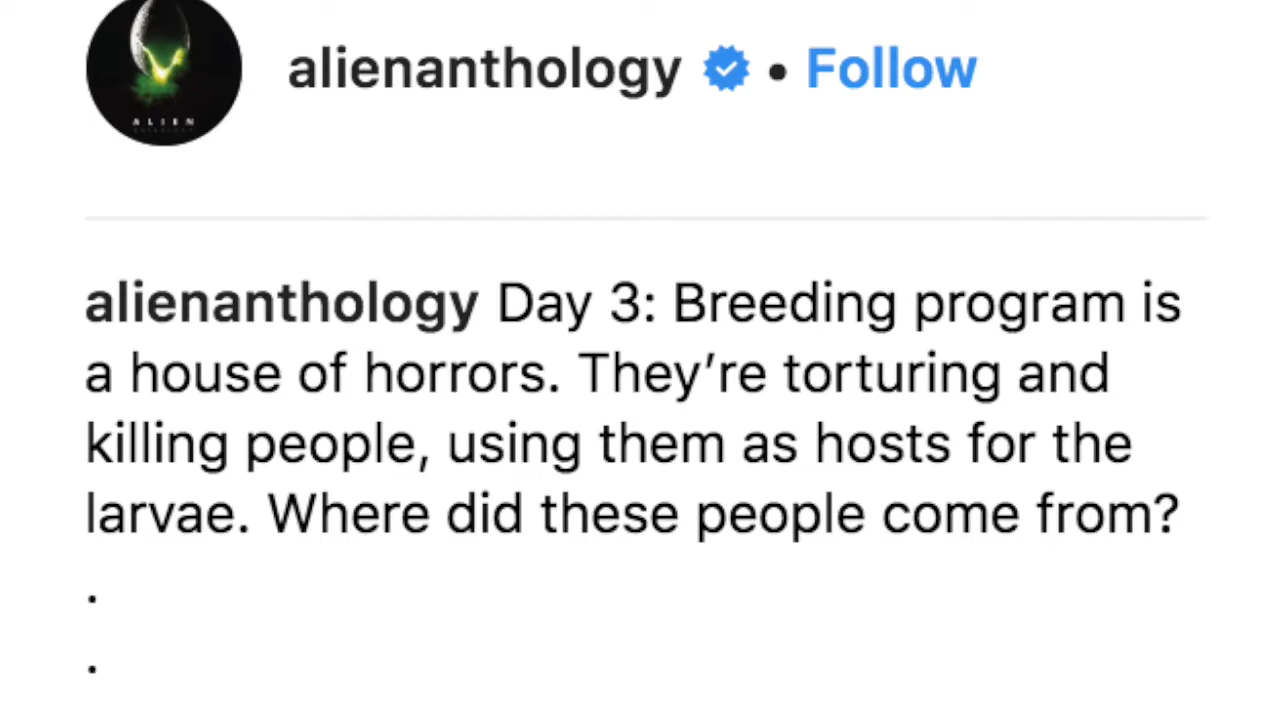 ALIEN
alienanthology • Follow
alienanthology Day 3: Breeding program is
a house of horrors. They’re torturing and
killing people, using them as hosts for the
larvae. Where did these people come from?
.
.